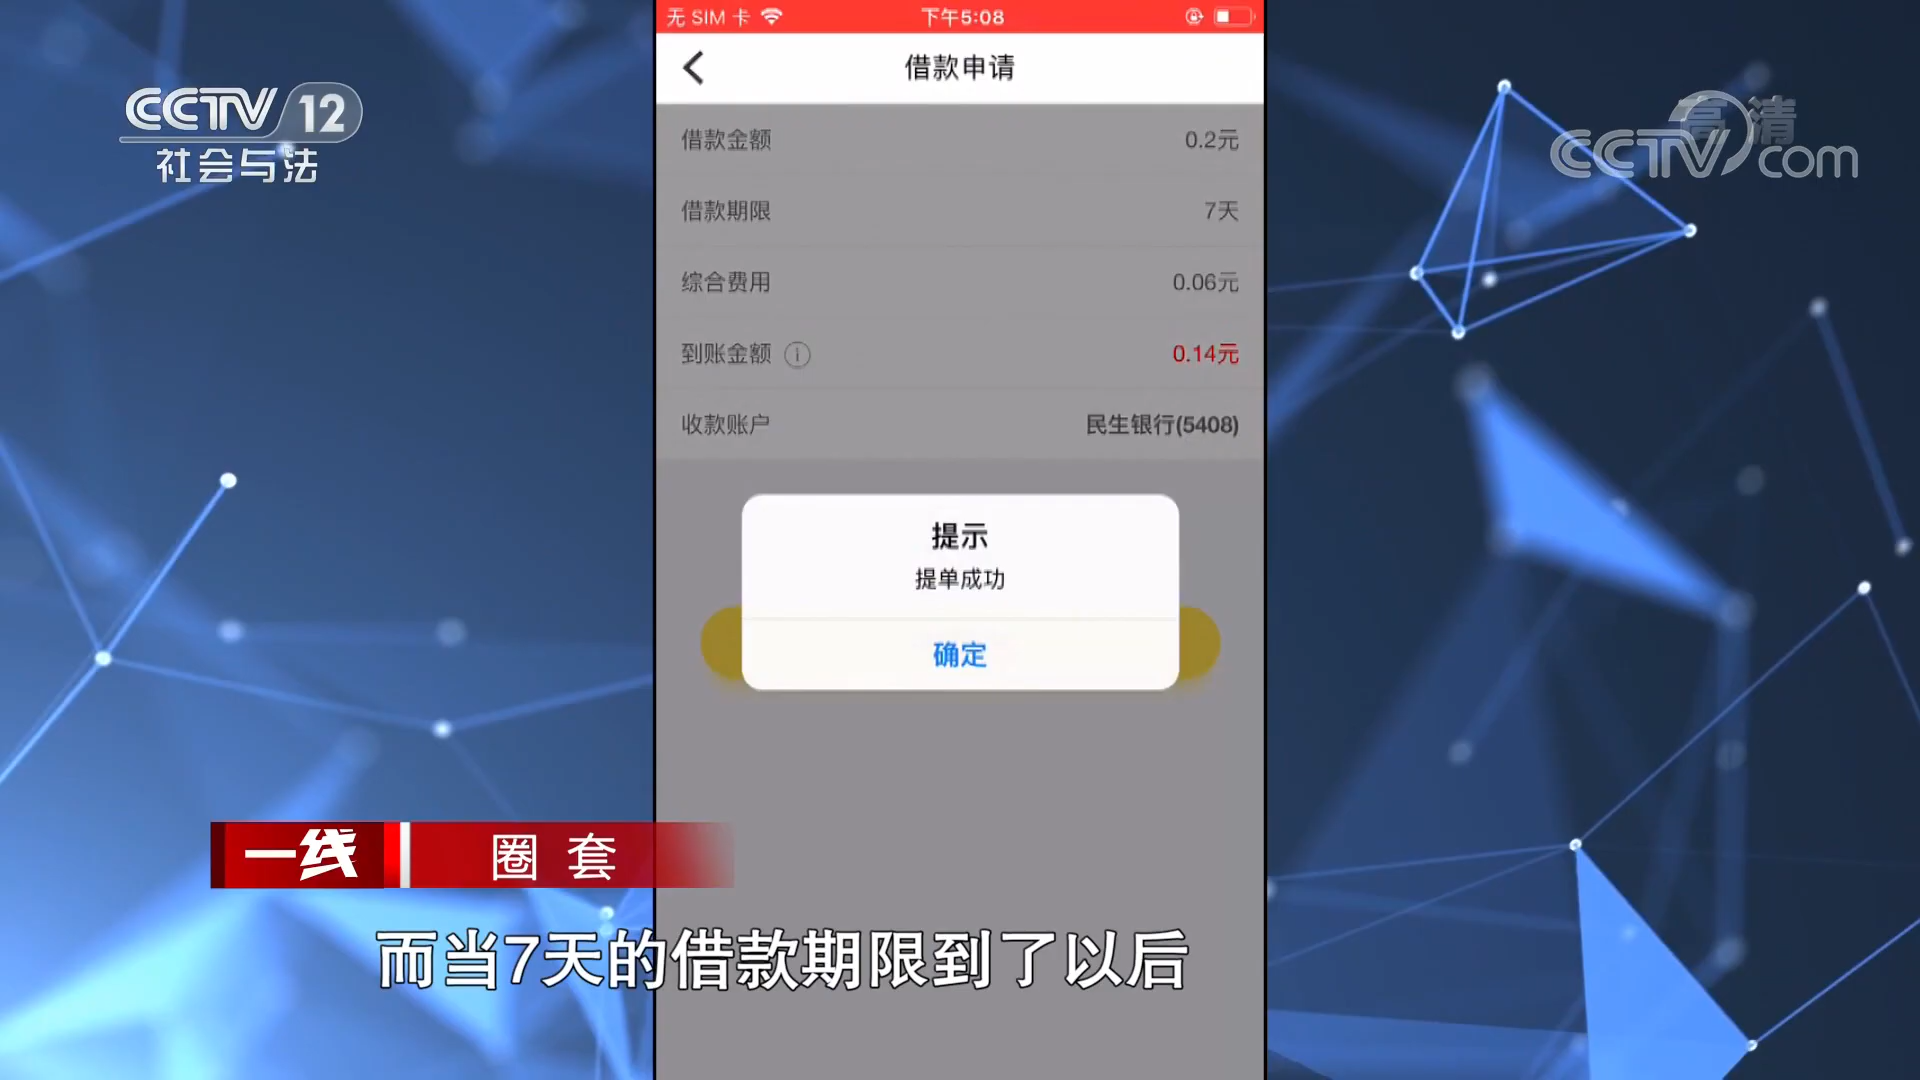 无 SIM 卡
下午5:08
借款申请
CCTV 12
社会与法
高清
CCTV.com
借款金额 0.2元
借款期限 7天
综合费用 0.06元
到账金额 0.14元
收款账户 民生银行(5408)
提示
提单成功
确定
一线 圈套
而当7天的借款期限到了以后